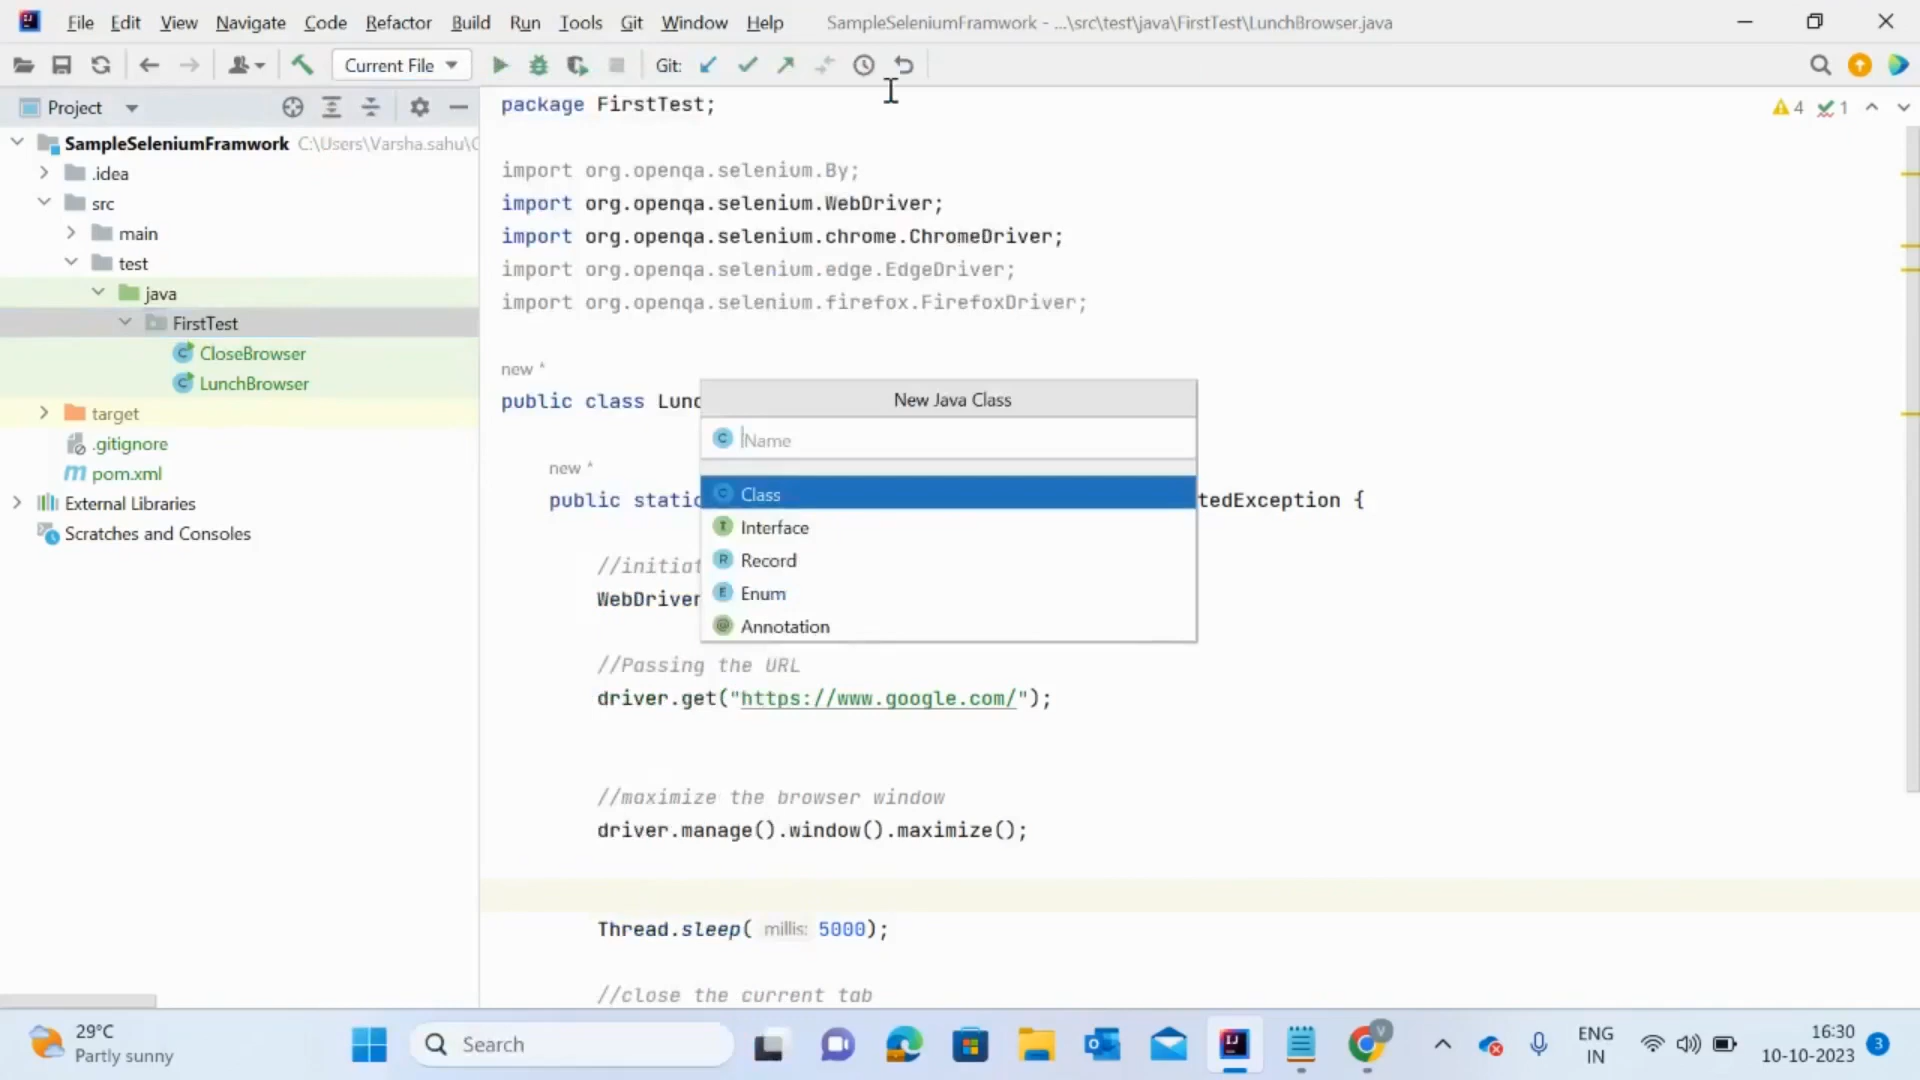 File Edit View Navigate Code Refactor Build Run Tools Git Window Help SampleSeleniumFramwork - ...\src\test\java\FirstTest\LunchBrowser.java
Current File Git:
Project
SampleSeleniumFramwork C:\Users\Varsha.sahu\
.idea
src
main
test
java
FirstTest
CloseBrowser
LunchBrowser
target
.gitignore
pom.xml
External Libraries
Scratches and Consoles
4 1
package FirstTest;
import org.openqa.selenium.By;
import org.openqa.selenium.WebDriver;
import org.openqa.selenium.chrome.ChromeDriver;
import org.openqa.selenium.edge.EdgeDriver;
import org.openqa.selenium.firefox.FirefoxDriver;
new *
public class Lunc
new *
public static tedException {
//initiat
WebDriver
//Passing the URL
driver.get("https://www.google.com/");
//maximize the browser window
driver.manage().window().maximize();
Thread.sleep( millis: 5000);
//close the current tab
New Java Class
Name
Class
Interface
Record
Enum
Annotation
29°C
Partly sunny
Search
ENG
IN
16:30
10-10-2023
3